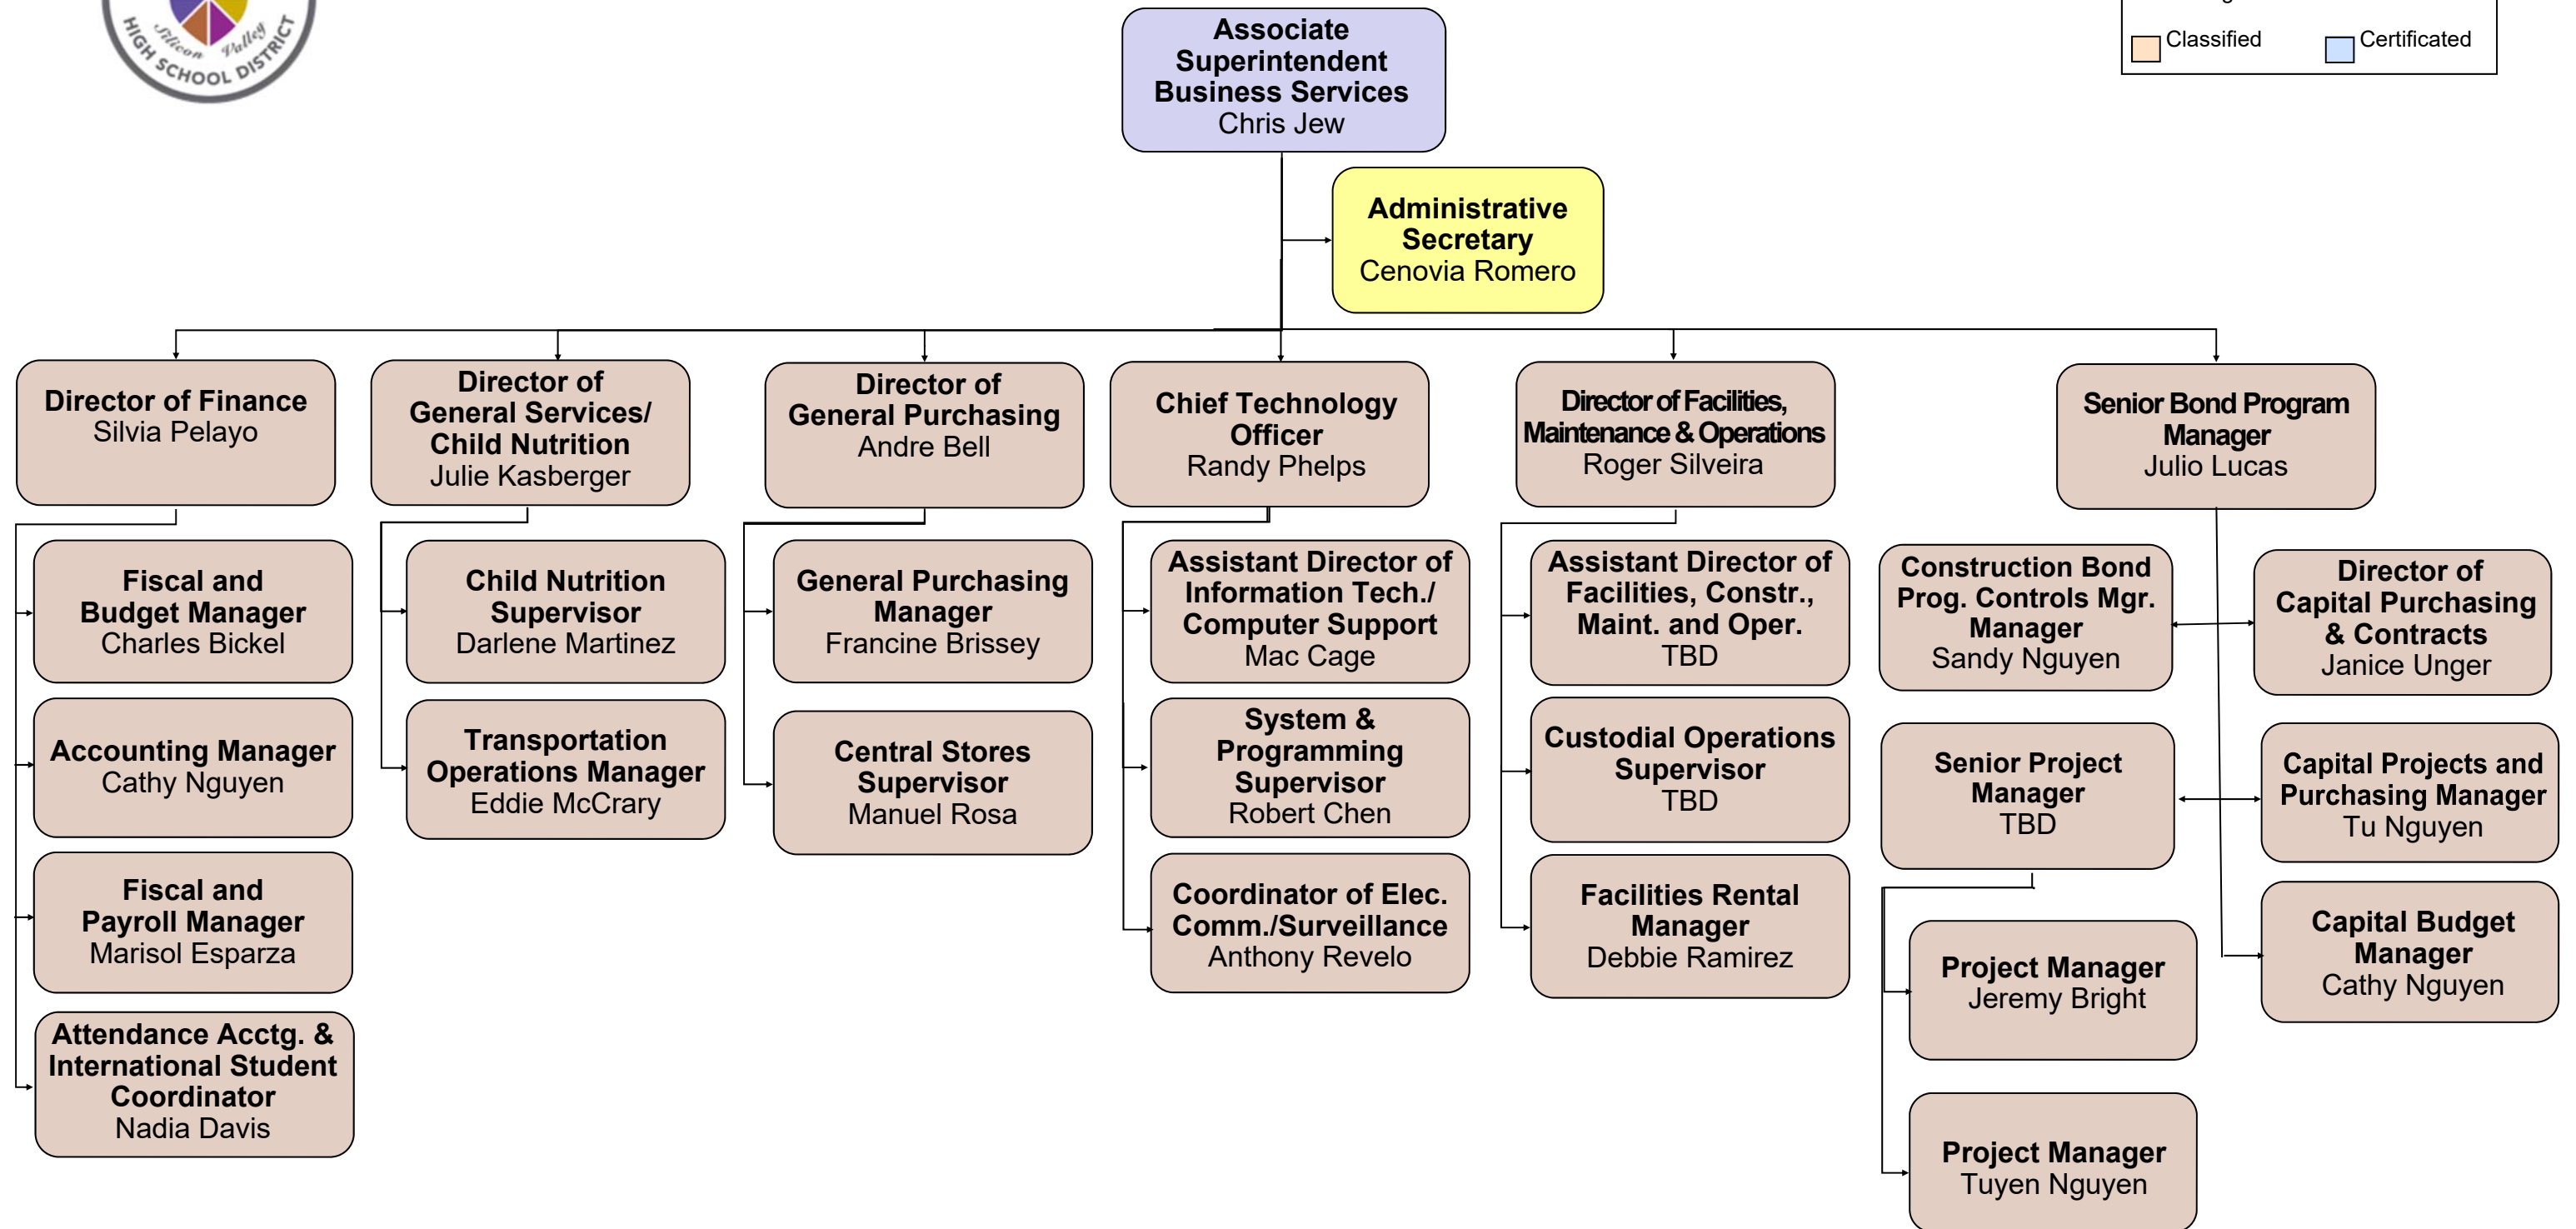 Silicon Valley
HIGH SCHOOL DISTRICT
Classified
Certificated
Associate
Superintendent
Business Services
Chris Jew
Administrative
Secretary
Cenovia Romero
Director of Finance
Silvia Pelayo
Director of
General Services/
Child Nutrition
Julie Kasberger
Director of
General Purchasing
Andre Bell
Chief Technology
Officer
Randy Phelps
Director of Facilities,
Maintenance & Operations
Roger Silveira
Senior Bond Program
Manager
Julio Lucas
Fiscal and
Budget Manager
Charles Bickel
Accounting Manager
Cathy Nguyen
Fiscal and
Payroll Manager
Marisol Esparza
Attendance Acctg. &
International Student
Coordinator
Nadia Davis
Child Nutrition
Supervisor
Darlene Martinez
Transportation
Operations Manager
Eddie McCrary
General Purchasing
Manager
Francine Brissey
Central Stores
Supervisor
Manuel Rosa
Assistant Director of
Information Tech./
Computer Support
Mac Cage
System &
Programming
Supervisor
Robert Chen
Coordinator of Elec.
Comm./Surveillance
Anthony Revelo
Assistant Director of
Facilities, Constr.,
Maint. and Oper.
TBD
Custodial Operations
Supervisor
TBD
Facilities Rental
Manager
Debbie Ramirez
Construction Bond
Prog. Controls Mgr.
Manager
Sandy Nguyen
Director of
Capital Purchasing
& Contracts
Janice Unger
Senior Project
Manager
TBD
Capital Projects and
Purchasing Manager
Tu Nguyen
Capital Budget
Manager
Cathy Nguyen
Project Manager
Jeremy Bright
Project Manager
Tuyen Nguyen